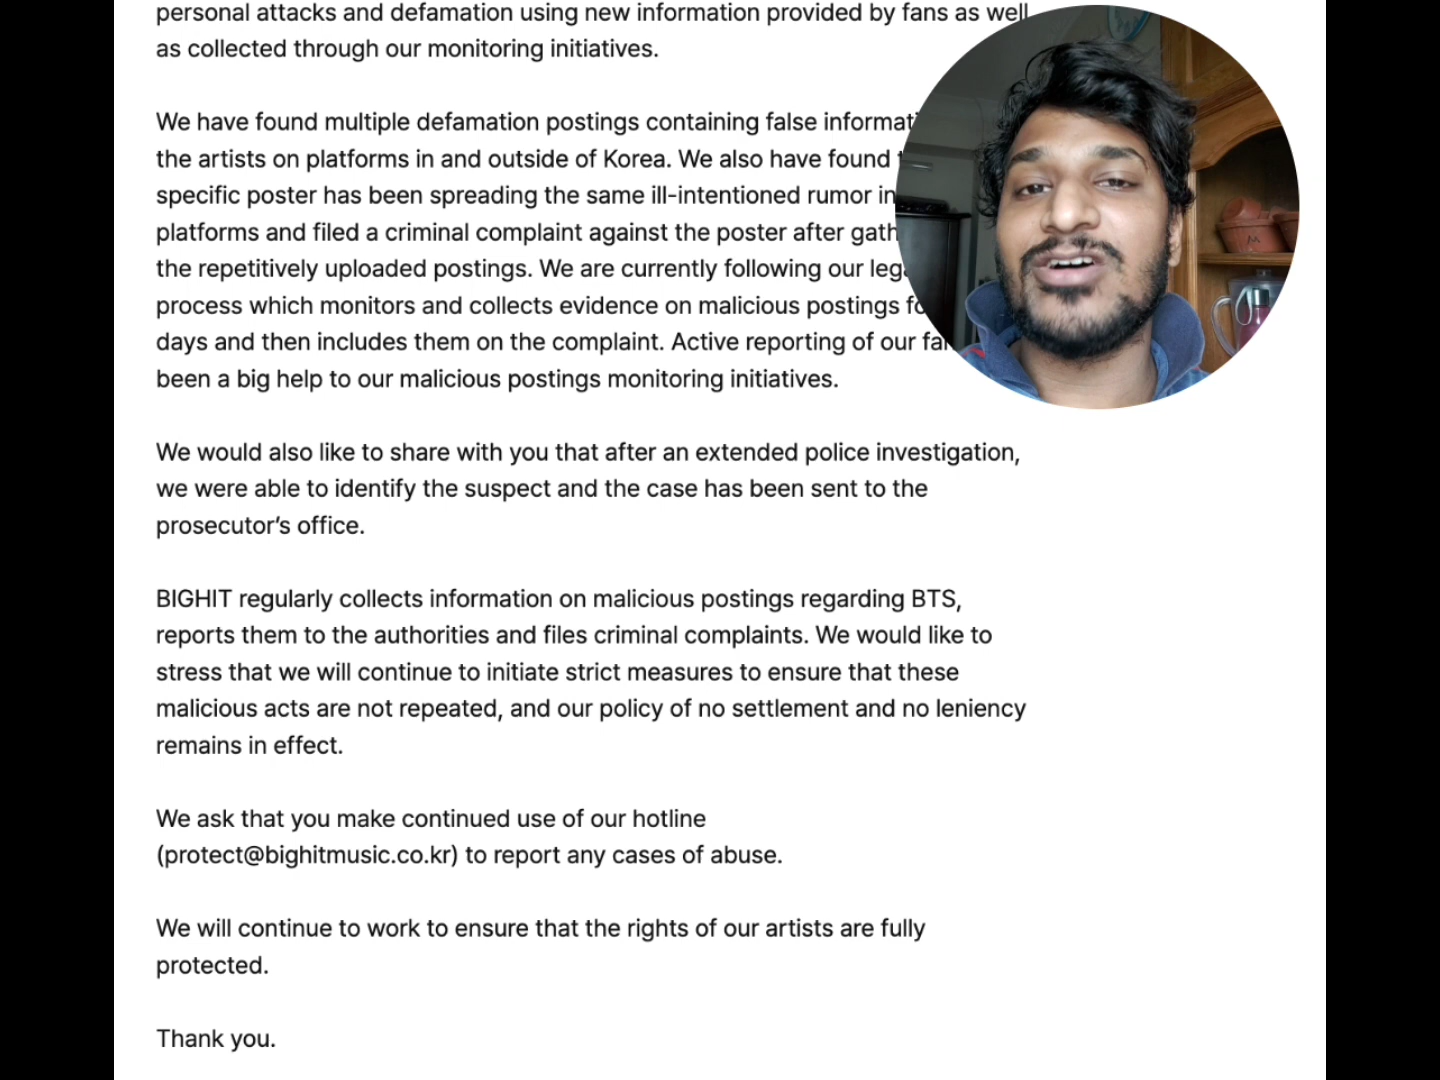 personal attacks and defamation using new information provided by fans as well
as collected through our monitoring initiatives.
We have found multiple defamation postings containing false
the artists on platforms in and outside of Korea. We also have found
specific poster has been spreading the same ill-intentioned rumor in
platforms and filed a criminal complaint against the poster after
the repetitively uploaded postings. We are currently following our
process which monitors and collects evidence on malicious postings
days and then includes them on the complaint. Active reporting of our
been a big help to our malicious postings monitoring initiatives.
We would also like to share with you that after an extended police investigation,
we were able to identify the suspect and the case has been sent to the
prosecutor’s office.
BIGHIT regularly collects information on malicious postings regarding BTS,
reports them to the authorities and files criminal complaints. We would like to
stress that we will continue to initiate strict measures to ensure that these
malicious acts are not repeated, and our policy of no settlement and no leniency
remains in effect.
We ask that you make continued use of our hotline
(protect@bighitmusic.co.kr) to report any cases of abuse.
We will continue to work to ensure that the rights of our artists are fully
protected.
Thank you.